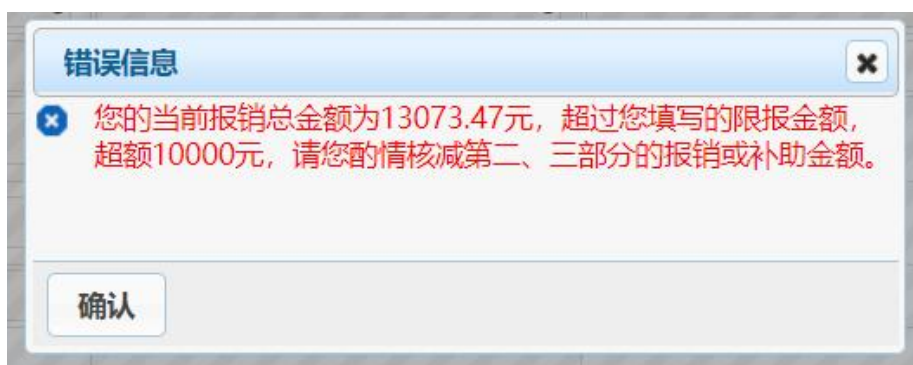 错误信息
您的当前报销总金额为13073.47元，超过您填写的限报金额，
超额10000元，请您酌情核减第二、三部分的报销或补助金额。
确认